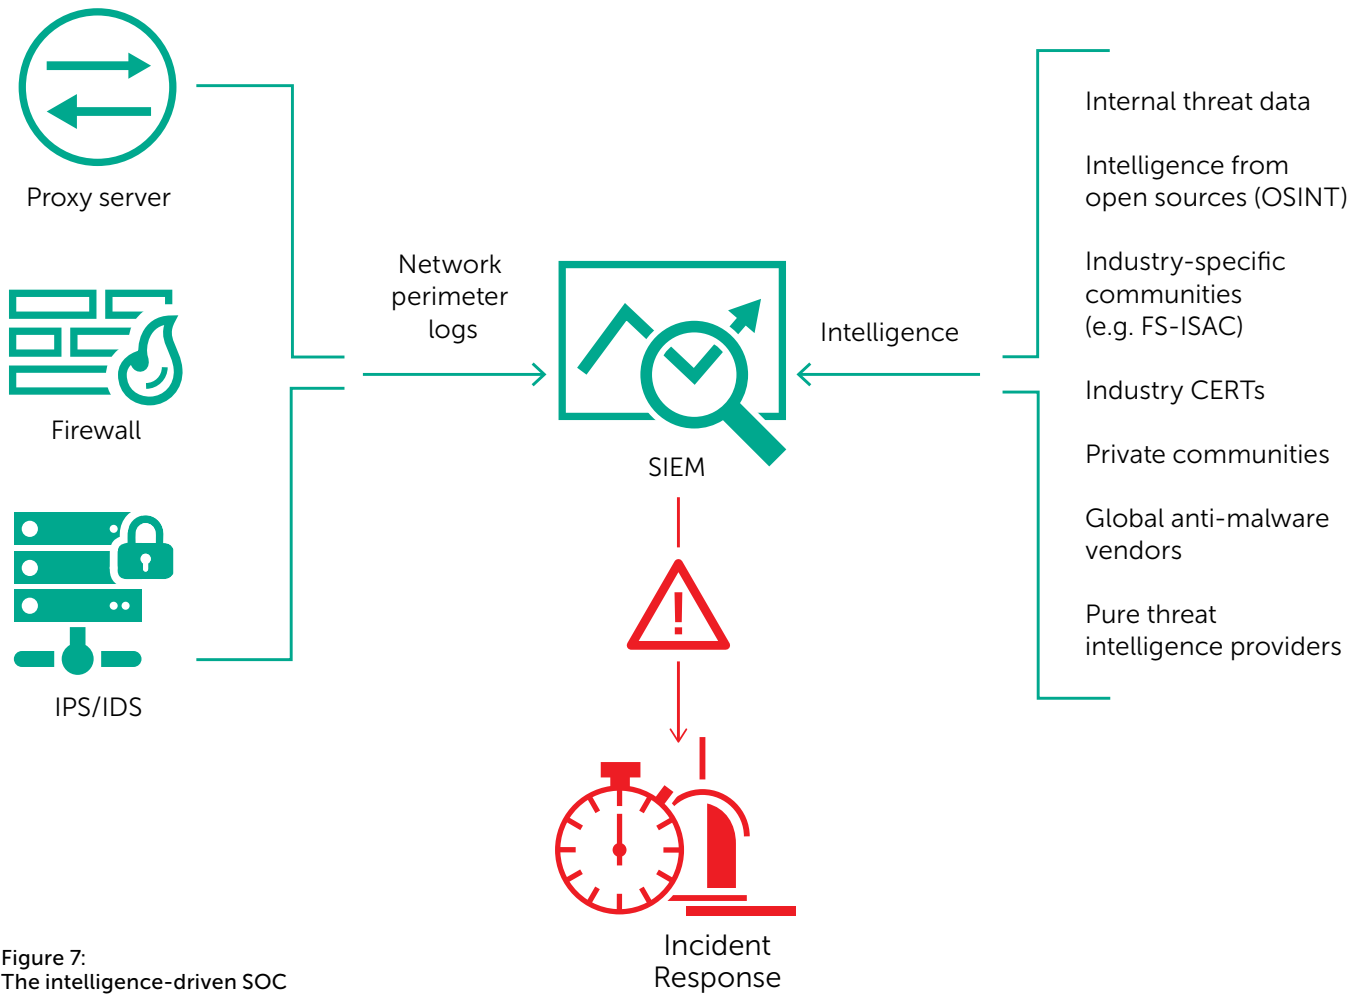 Proxy server
Firewall
IPS/IDS
Network
perimeter
logs
SIEM
Intelligence
Internal threat data
Intelligence from
open sources (OSINT)
Industry-specific
communities
(e.g. FS-ISAC)
Industry CERTs
Private communities
Global anti-malware
vendors
Pure threat
intelligence providers
!
Incident
Response
Figure 7:
The intelligence-driven SOC